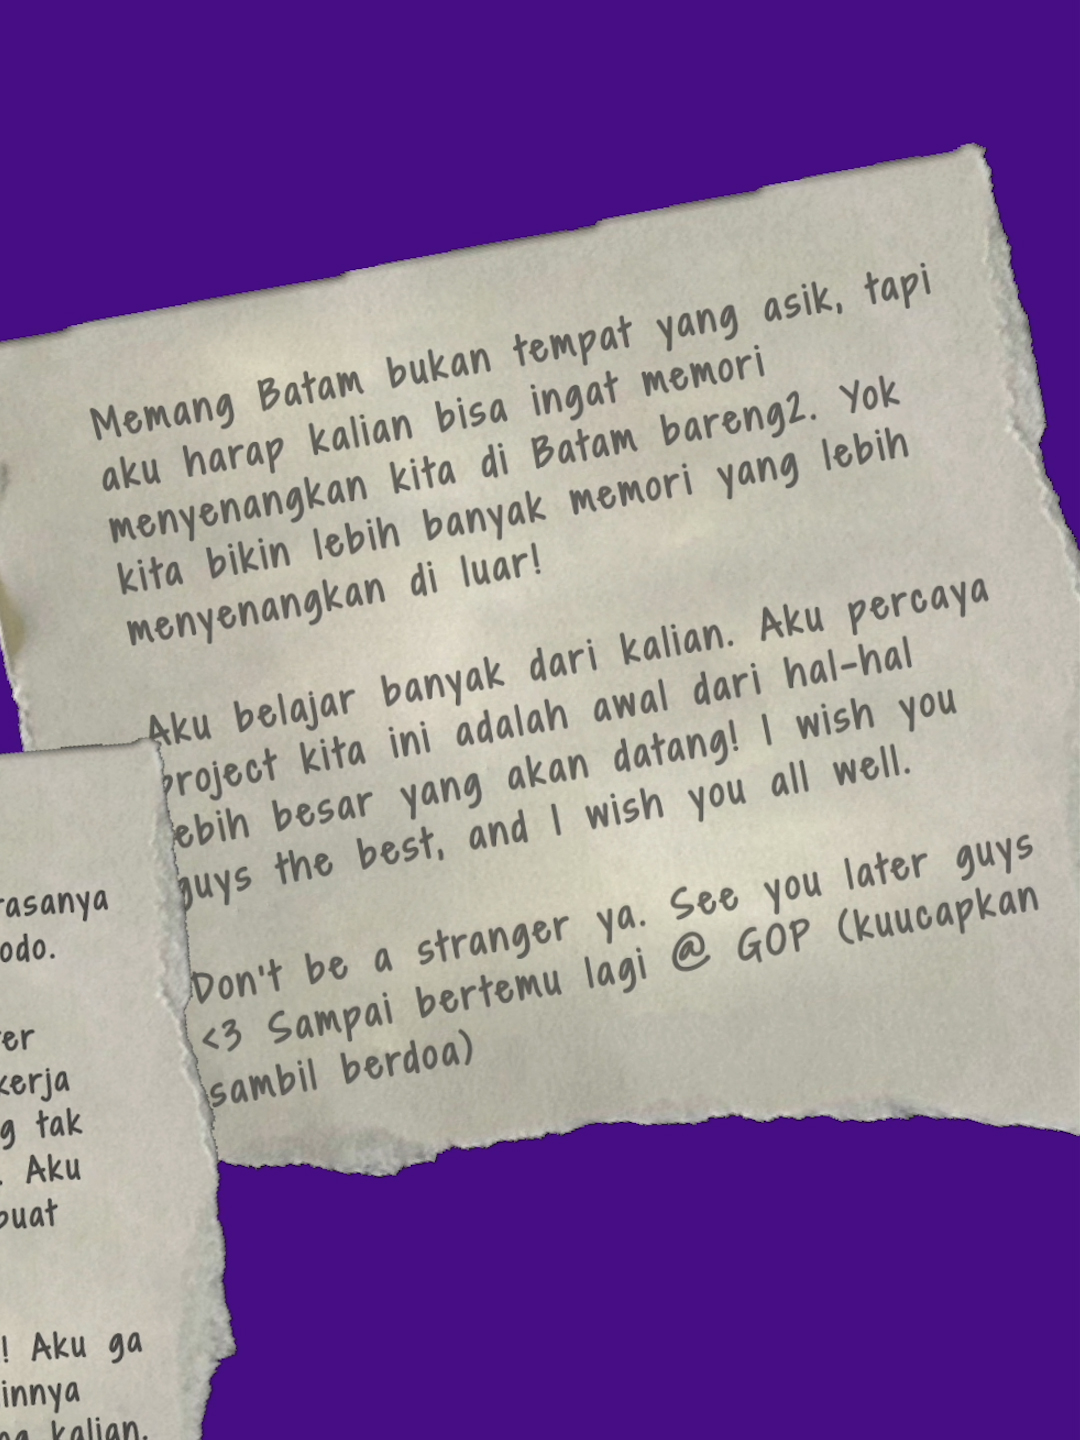 Memang Batam bukan tempat yang asik, tapi
aku harap kalian bisa ingat memori
menyenangkan kita di Batam bareng2. Yok
kita bikin lebih banyak memori yang lebih
menyenangkan di luar!
Aku belajar banyak dari kalian. Aku percaya
project kita ini adalah awal dari hal-hal
ebih besar yang akan datang! I wish you
guys the best, and I wish you all well.
Don't be a stranger ya. See you later guys
<3 Sampai bertemu lagi @ GOP (kuucapkan
sambil berdoa)
rasanya
odo.
er
kerja
g tak
. Aku
buat
! Aku ga
innya
kalian.